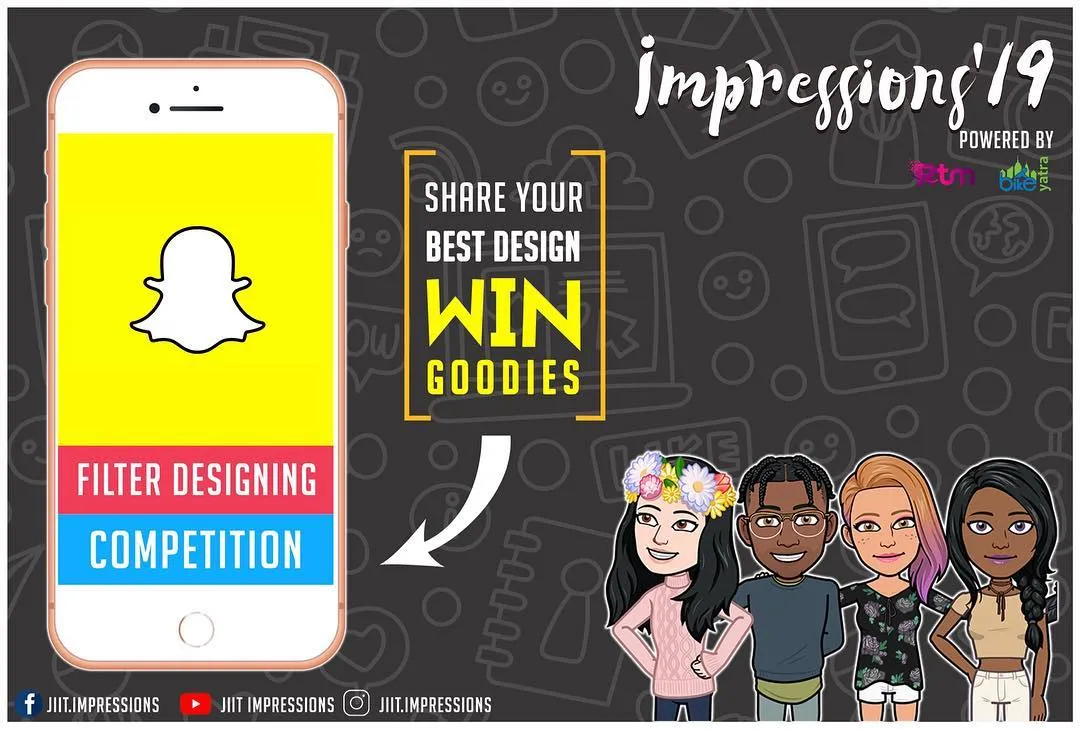 Impressions'19
POWERED BY
rtm
bike
yatra
SHARE YOUR
BEST DESIGN
WIN
GOODIES
FILTER DESIGNING
COMPETITION
LIKE
JIIT.IMPRESSIONS
JIIT IMPRESSIONS
JIIT.IMPRESSIONS